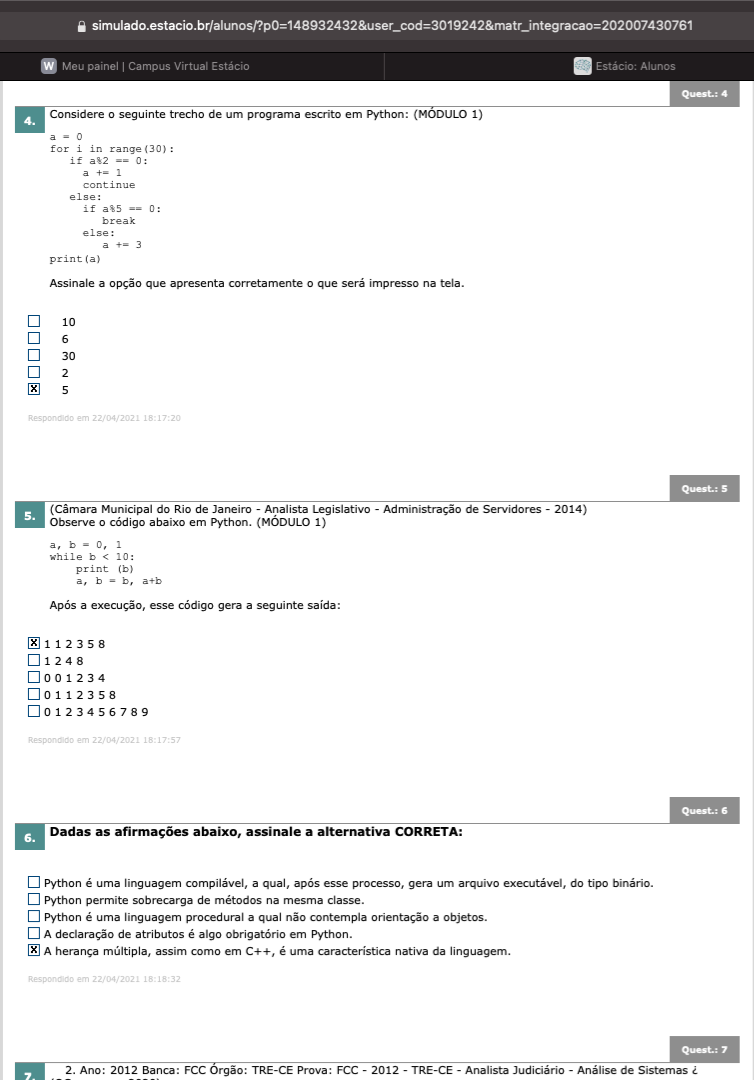 simulado.estacio.br/alunos/?p0=148932432&user_cod=3019242&matr_integracao=202007430761
W Meu painel | Campus Virtual Estácio
Estácio: Alunos
Quest.: 4
4.
Considere o seguinte trecho de um programa escrito em Python: (MÓDULO 1)
a = 0
for i in range(30):
if a%2 == 0:
a += 1
continue
else:
if a%5 == 0:
break
else:
a += 3
print(a)
Assinale a opção que apresenta corretamente o que será impresso na tela.
10
6
30
2
X 5
Respondido em 22/04/2021 18:17:20
Quest.: 5
5.
(Câmara Municipal do Rio de Janeiro - Analista Legislativo - Administração de Servidores - 2014)
Observe o código abaixo em Python. (MÓDULO 1)
a, b = 0, 1
while b < 10:
print (b)
a, b = b, a+b
Após a execução, esse código gera a seguinte saída:
X 1 1 2 3 5 8
1 2 4 8
0 0 1 2 3 4
0 1 1 2 3 5 8
0 1 2 3 4 5 6 7 8 9
Respondido em 22/04/2021 18:17:57
Quest.: 6
6.
Dadas as afirmações abaixo, assinale a alternativa CORRETA:
Python é uma linguagem compilável, a qual, após esse processo, gera um arquivo executável, do tipo binário.
Python permite sobrecarga de métodos na mesma classe.
Python é uma linguagem procedural a qual não contempla orientação a objetos.
A declaração de atributos é algo obrigatório em Python.
X A herança múltipla, assim como em C++, é uma característica nativa da linguagem.
Respondido em 22/04/2021 18:18:32
Quest.: 7
7.
2. Ano: 2012 Banca: FCC Órgão: TRE-CE Prova: FCC - 2012 - TRE-CE - Analista Judiciário - Análise de Sistemas ¿